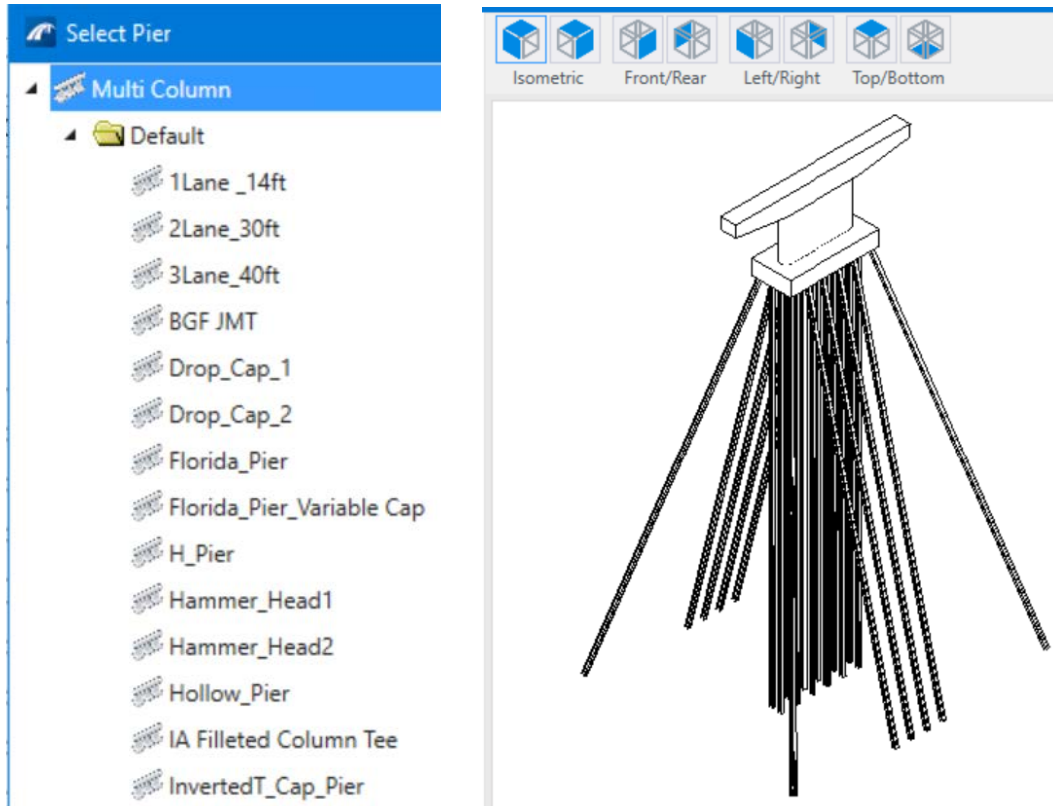 Select Pier
Multi Column
Default
1Lane _14ft
2Lane_30ft
3Lane_40ft
BGF JMT
Drop_Cap_1
Drop_Cap_2
Florida_Pier
Florida_Pier_Variable Cap
H_Pier
Hammer_Head1
Hammer_Head2
Hollow_Pier
IA Filleted Column Tee
InvertedT_Cap_Pier
Isometric Front/Rear Left/Right Top/Bottom